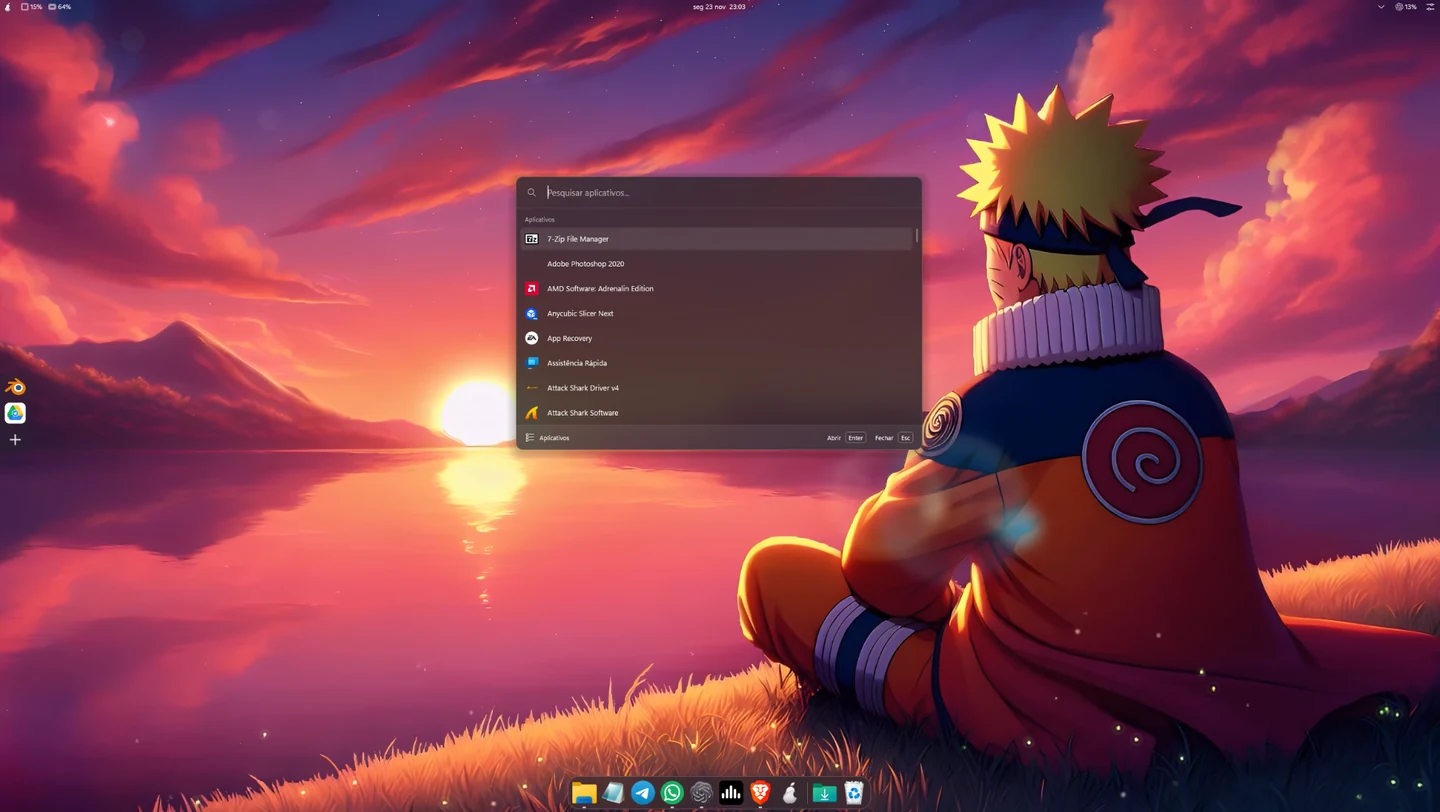 15% 64%
seg 23 nov 23:03
13%
Pesquisar aplicativos...
Aplicativos
7-Zip File Manager
Adobe Photoshop 2020
AMD Software: Adrenalin Edition
Anycubic Slicer Next
App Recovery
Assistência Rápida
Attack Shark Driver v4
Attack Shark Software
Aplicativos Abrir Enter Fechar Esc